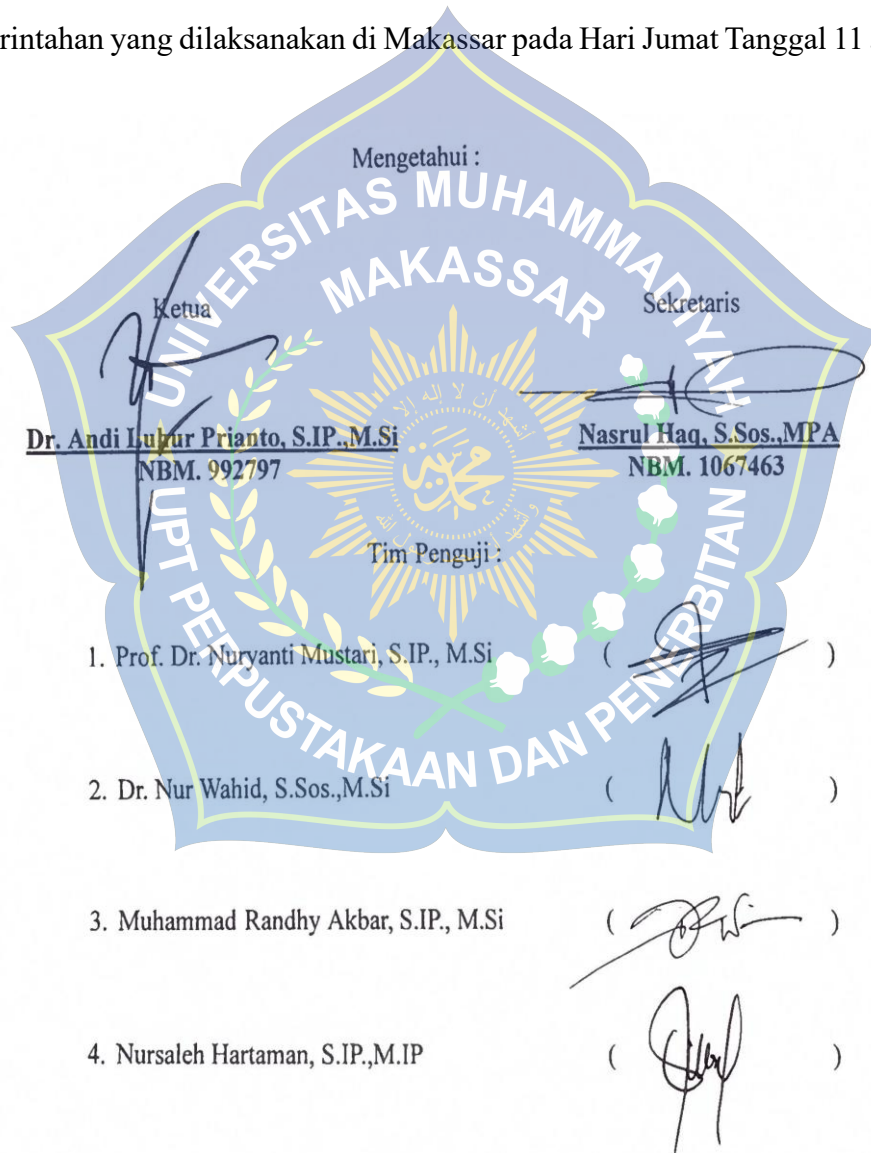 rintahan yang dilaksanakan di Makassar pada Hari Jumat Tanggal 11
Mengetahui :
UNIVERSITAS MUHAMMADIYAH
MAKASSAR
Ketua
Sekretaris
Dr. Andi Luhur Prianto, S.IP.,M.Si
Nasrul Haq, S.Sos.,MPA
NBM. 992797
NBM. 1067463
محمدية
Tim Penguji :
1. Prof. Dr. Nuryanti Mustari, S.IP., M.Si ( )
2. Dr. Nur Wahid, S.Sos.,M.Si ( )
UPT PERPUSTAKAAN DAN PENERBITAN
3. Muhammad Randhy Akbar, S.IP., M.Si ( )
4. Nursaleh Hartaman, S.IP.,M.IP ( )